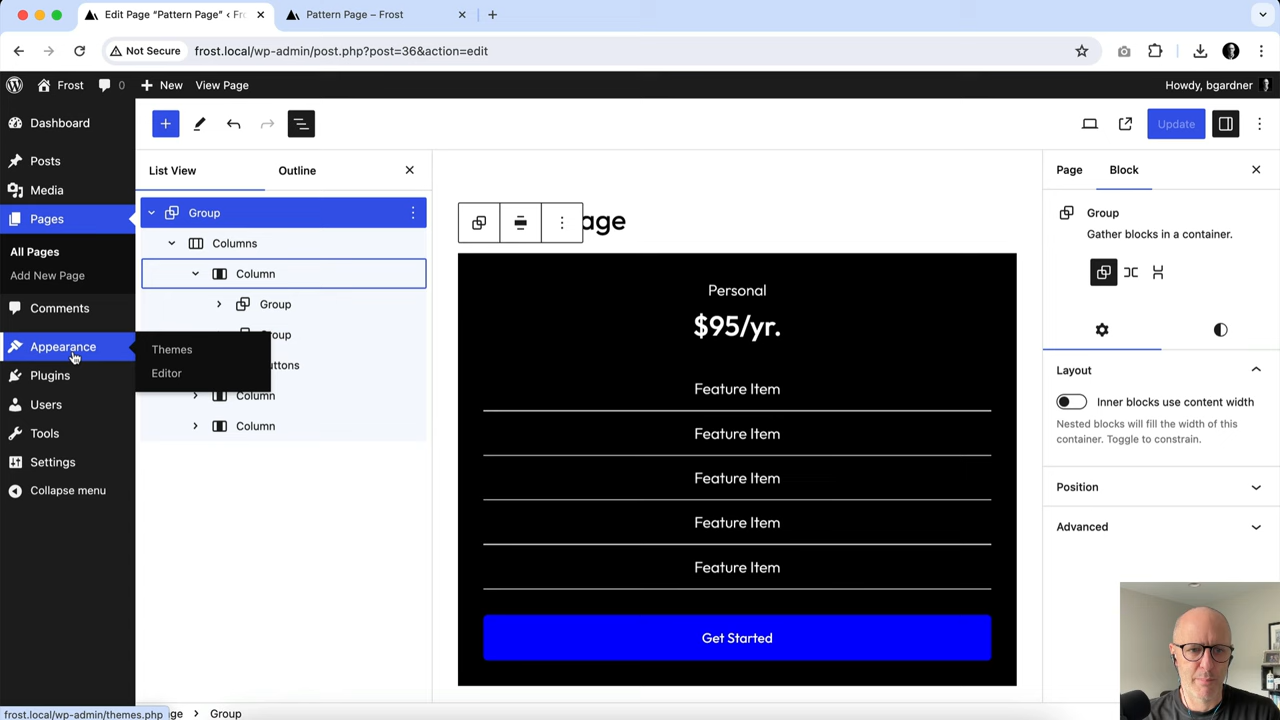 Edit Page “Pattern Page” ‹ Fr
Pattern Page – Frost
Not Secure
frost.local/wp-admin/post.php?post=36&action=edit
Frost
0
New
View Page
Howdy, bgardner
Dashboard
Posts
Media
Pages
All Pages
Add New Page
Comments
Appearance
Themes
Editor
Plugins
Users
Tools
Settings
Collapse menu
frost.local/wp-admin/themes.php
List View
Outline
Group
Columns
Column
Group
oup
ttons
Column
Column
age
Group
age
Personal
$95/yr.
Feature Item
Feature Item
Feature Item
Feature Item
Feature Item
Get Started
Update
Page
Block
Group
Gather blocks in a container.
Layout
Inner blocks use content width
Nested blocks will fill the width of this
container. Toggle to constrain.
Position
Advanced